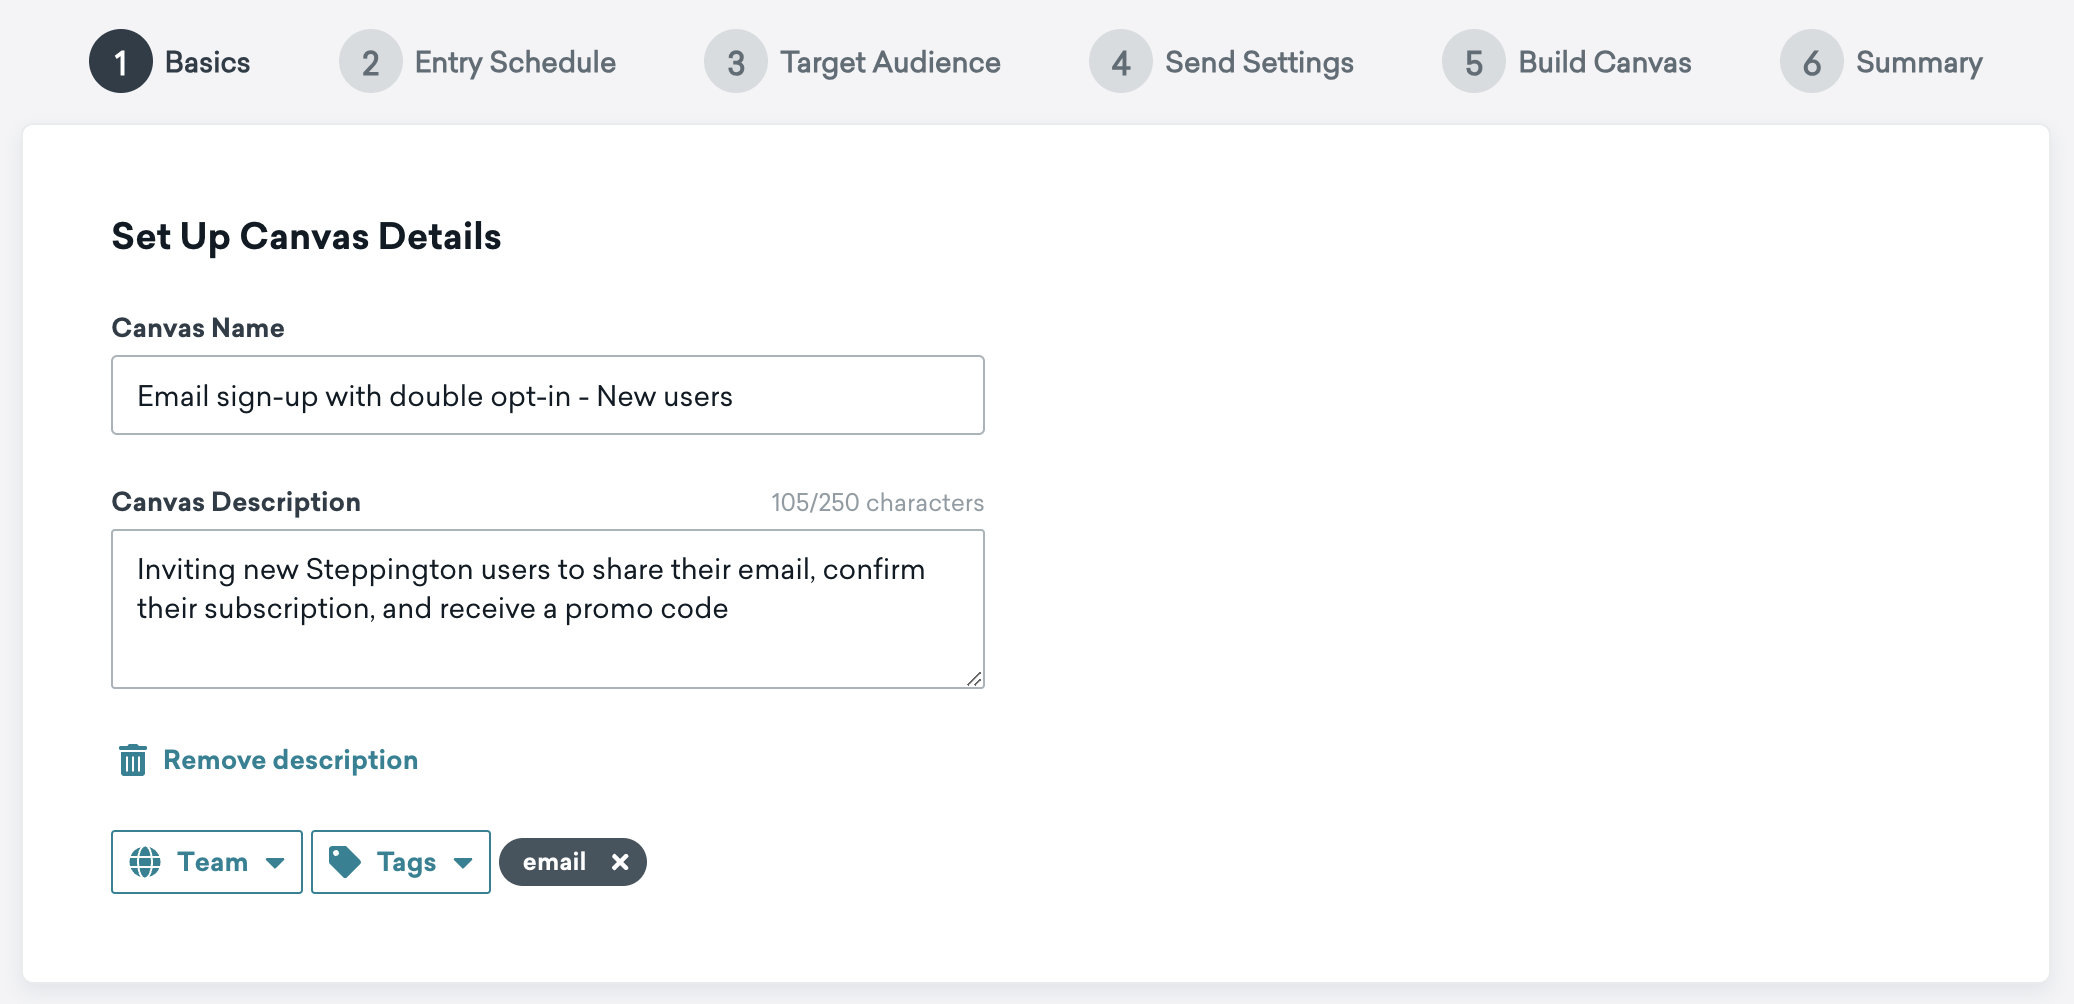 1 Basics 2 Entry Schedule 3 Target Audience 4 Send Settings 5 Build Canvas 6 Summary
Set Up Canvas Details
Canvas Name
Email sign-up with double opt-in - New users
Canvas Description 105/250 characters
Inviting new Steppington users to share their email, confirm
their subscription, and receive a promo code
Remove description
Team Tags email